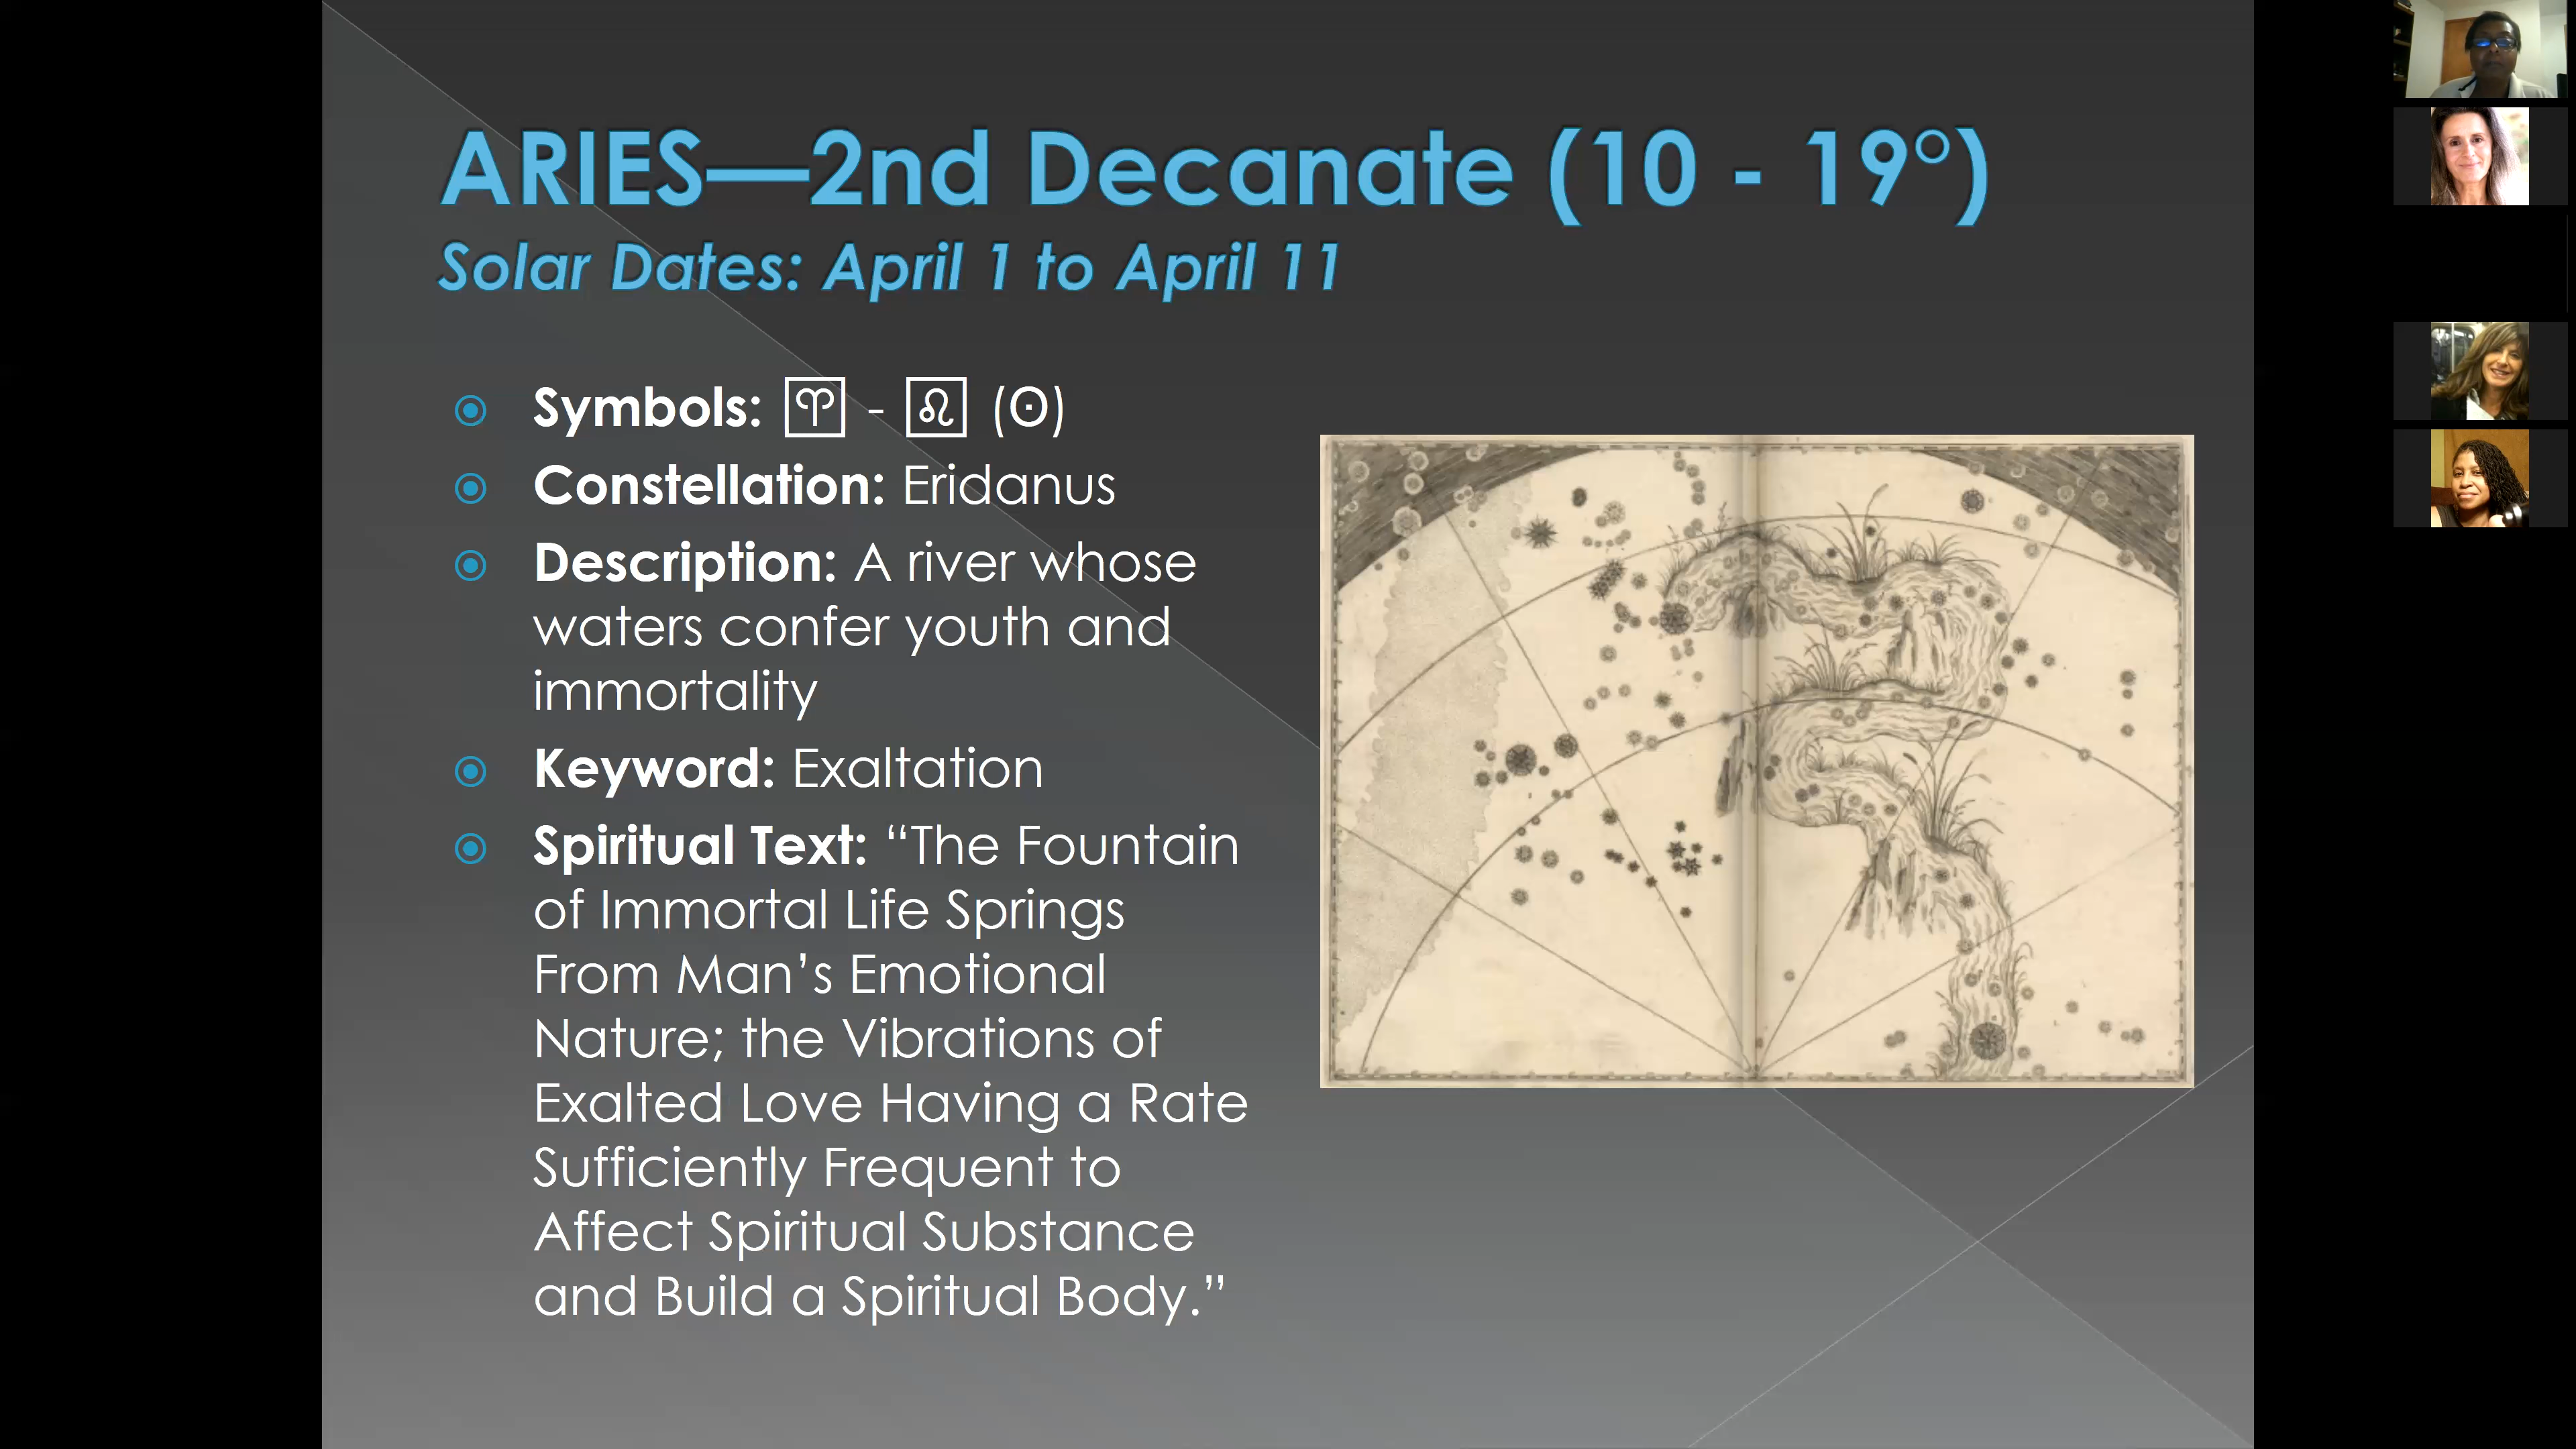 ARIES—2nd Decanate (10 - 19°)
Solar Dates: April 1 to April 11
Symbols: ♈ - ♌ (⊙)
Constellation: Eridanus
Description: A river whose
waters confer youth and
immortality
Keyword: Exaltation
Spiritual Text: “The Fountain
of Immortal Life Springs
From Man’s Emotional
Nature; the Vibrations of
Exalted Love Having a Rate
Sufficiently Frequent to
Affect Spiritual Substance
and Build a Spiritual Body.”